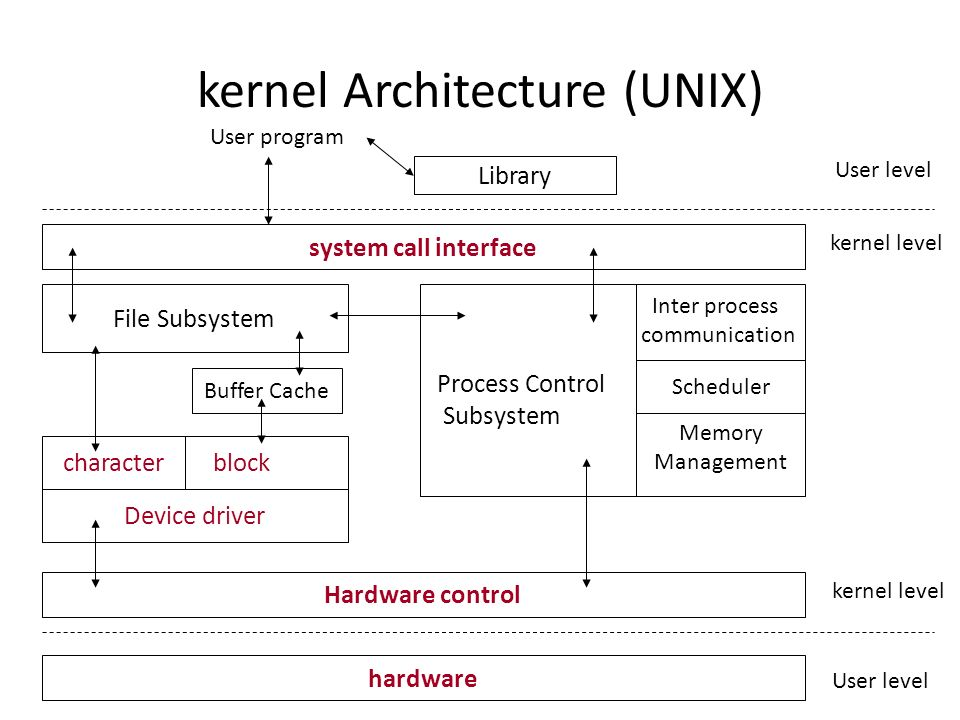 kernel Architecture (UNIX)
User program
Library
User level
system call interface
kernel level
File Subsystem
Inter process
communication
Buffer Cache
Process Control
Subsystem
Scheduler
Memory
Management
character
block
Device driver
Hardware control
kernel level
hardware
User level